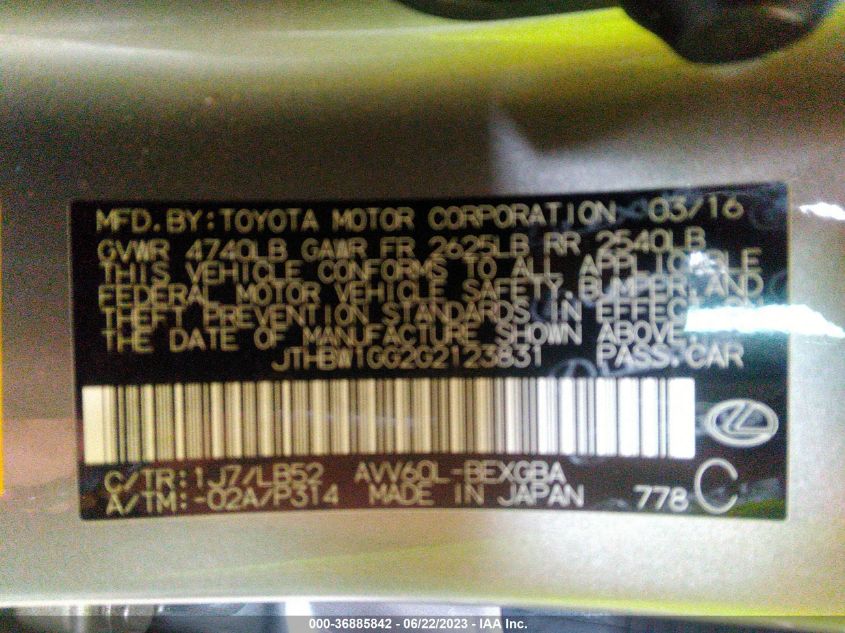 MFD. BY: TOYOTA MOTOR CORPORATION 03/16
GVWR 4740LB GAWR FR 2625LB RR 2540LB
THIS VEHICLE CONFORMS TO ALL APPLICABLE
FEDERAL MOTOR VEHICLE SAFETY, BUMPER, AND
THEFT PREVENTION STANDARDS IN EFFECT ON
THE DATE OF MANUFACTURE SHOWN ABOVE.
JTHBW1GG2G2123831 PASS. CAR
C/TR: 1J7/LB52 AVV60L-BEXGBA
A/TM: -02A/P314 MADE IN JAPAN 778 C
000-36885842 - 06/22/2023 - IAA Inc.